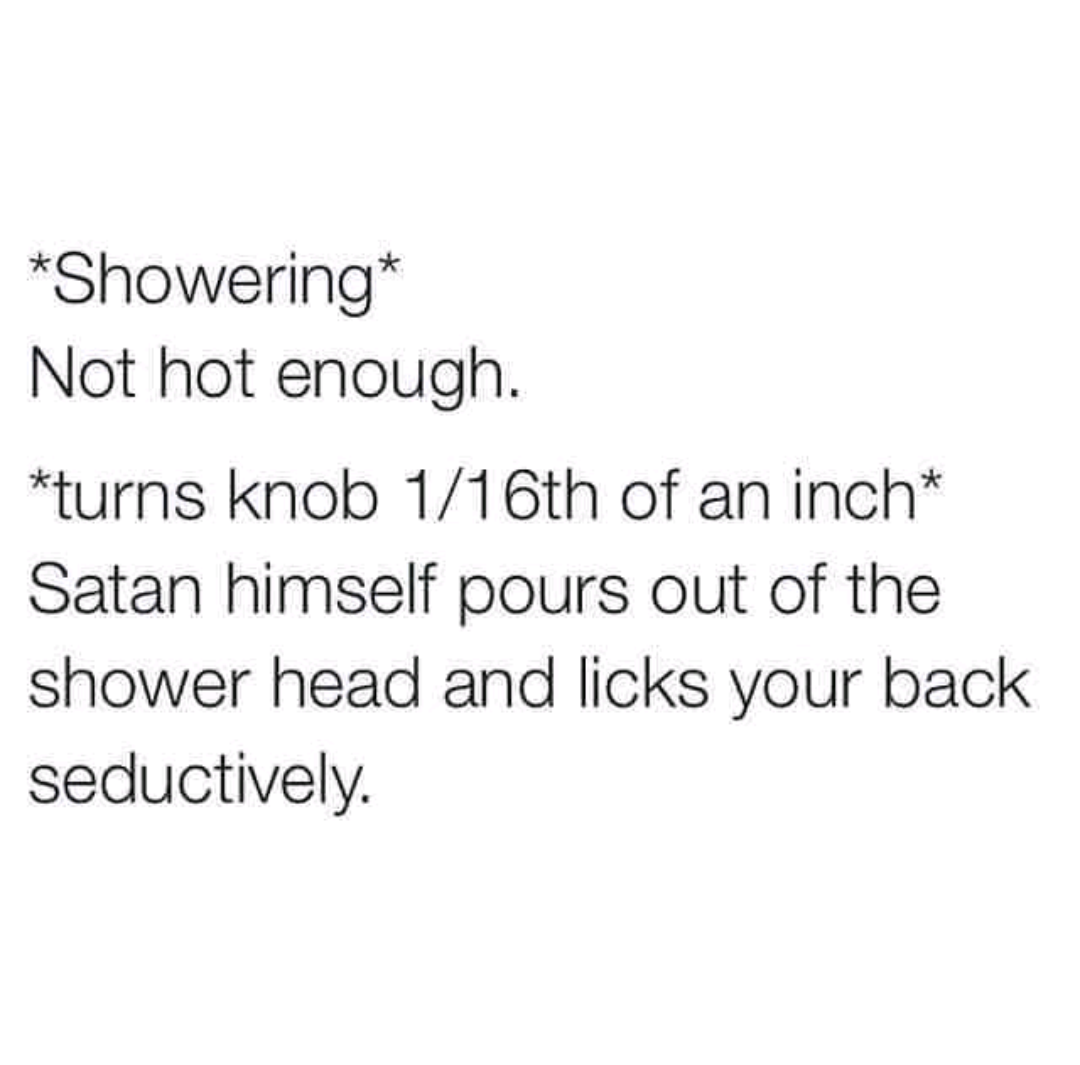 *Showering*
Not hot enough.
*turns knob 1/16th of an inch*
Satan himself pours out of the
shower head and licks your back
seductively.